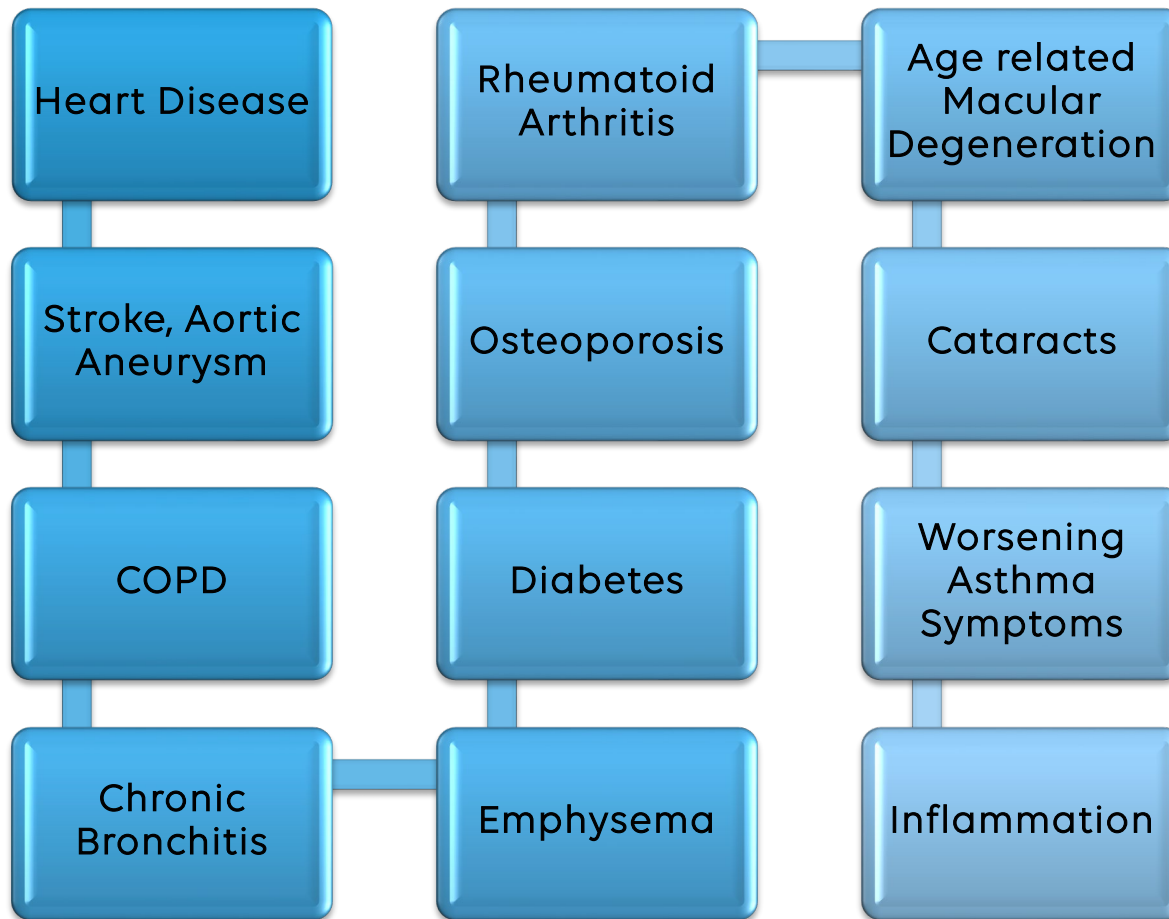 Heart Disease
Stroke, Aortic
Aneurysm
COPD
Chronic
Bronchitis
Emphysema
Diabetes
Osteoporosis
Rheumatoid
Arthritis
Age related
Macular
Degeneration
Cataracts
Worsening
Asthma
Symptoms
Inflammation